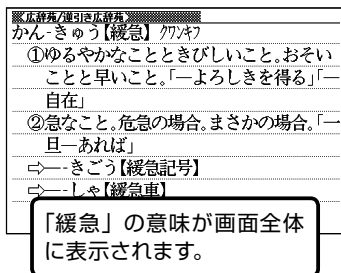 広辞苑/逆引き広辞苑
かん‐きゅう【緩急】クワンキフ
①ゆるやかなことときびしいこと。おそい
ことと早いこと。「―よろしきを得る」「―
自在」
②急なこと。危急の場合。まさかの場合。「一
旦―あれば」
⇨―‐きごう【緩急記号】
⇨―‐しゃ【緩急車】
「緩急」の意味が画面全体
に表示されます。